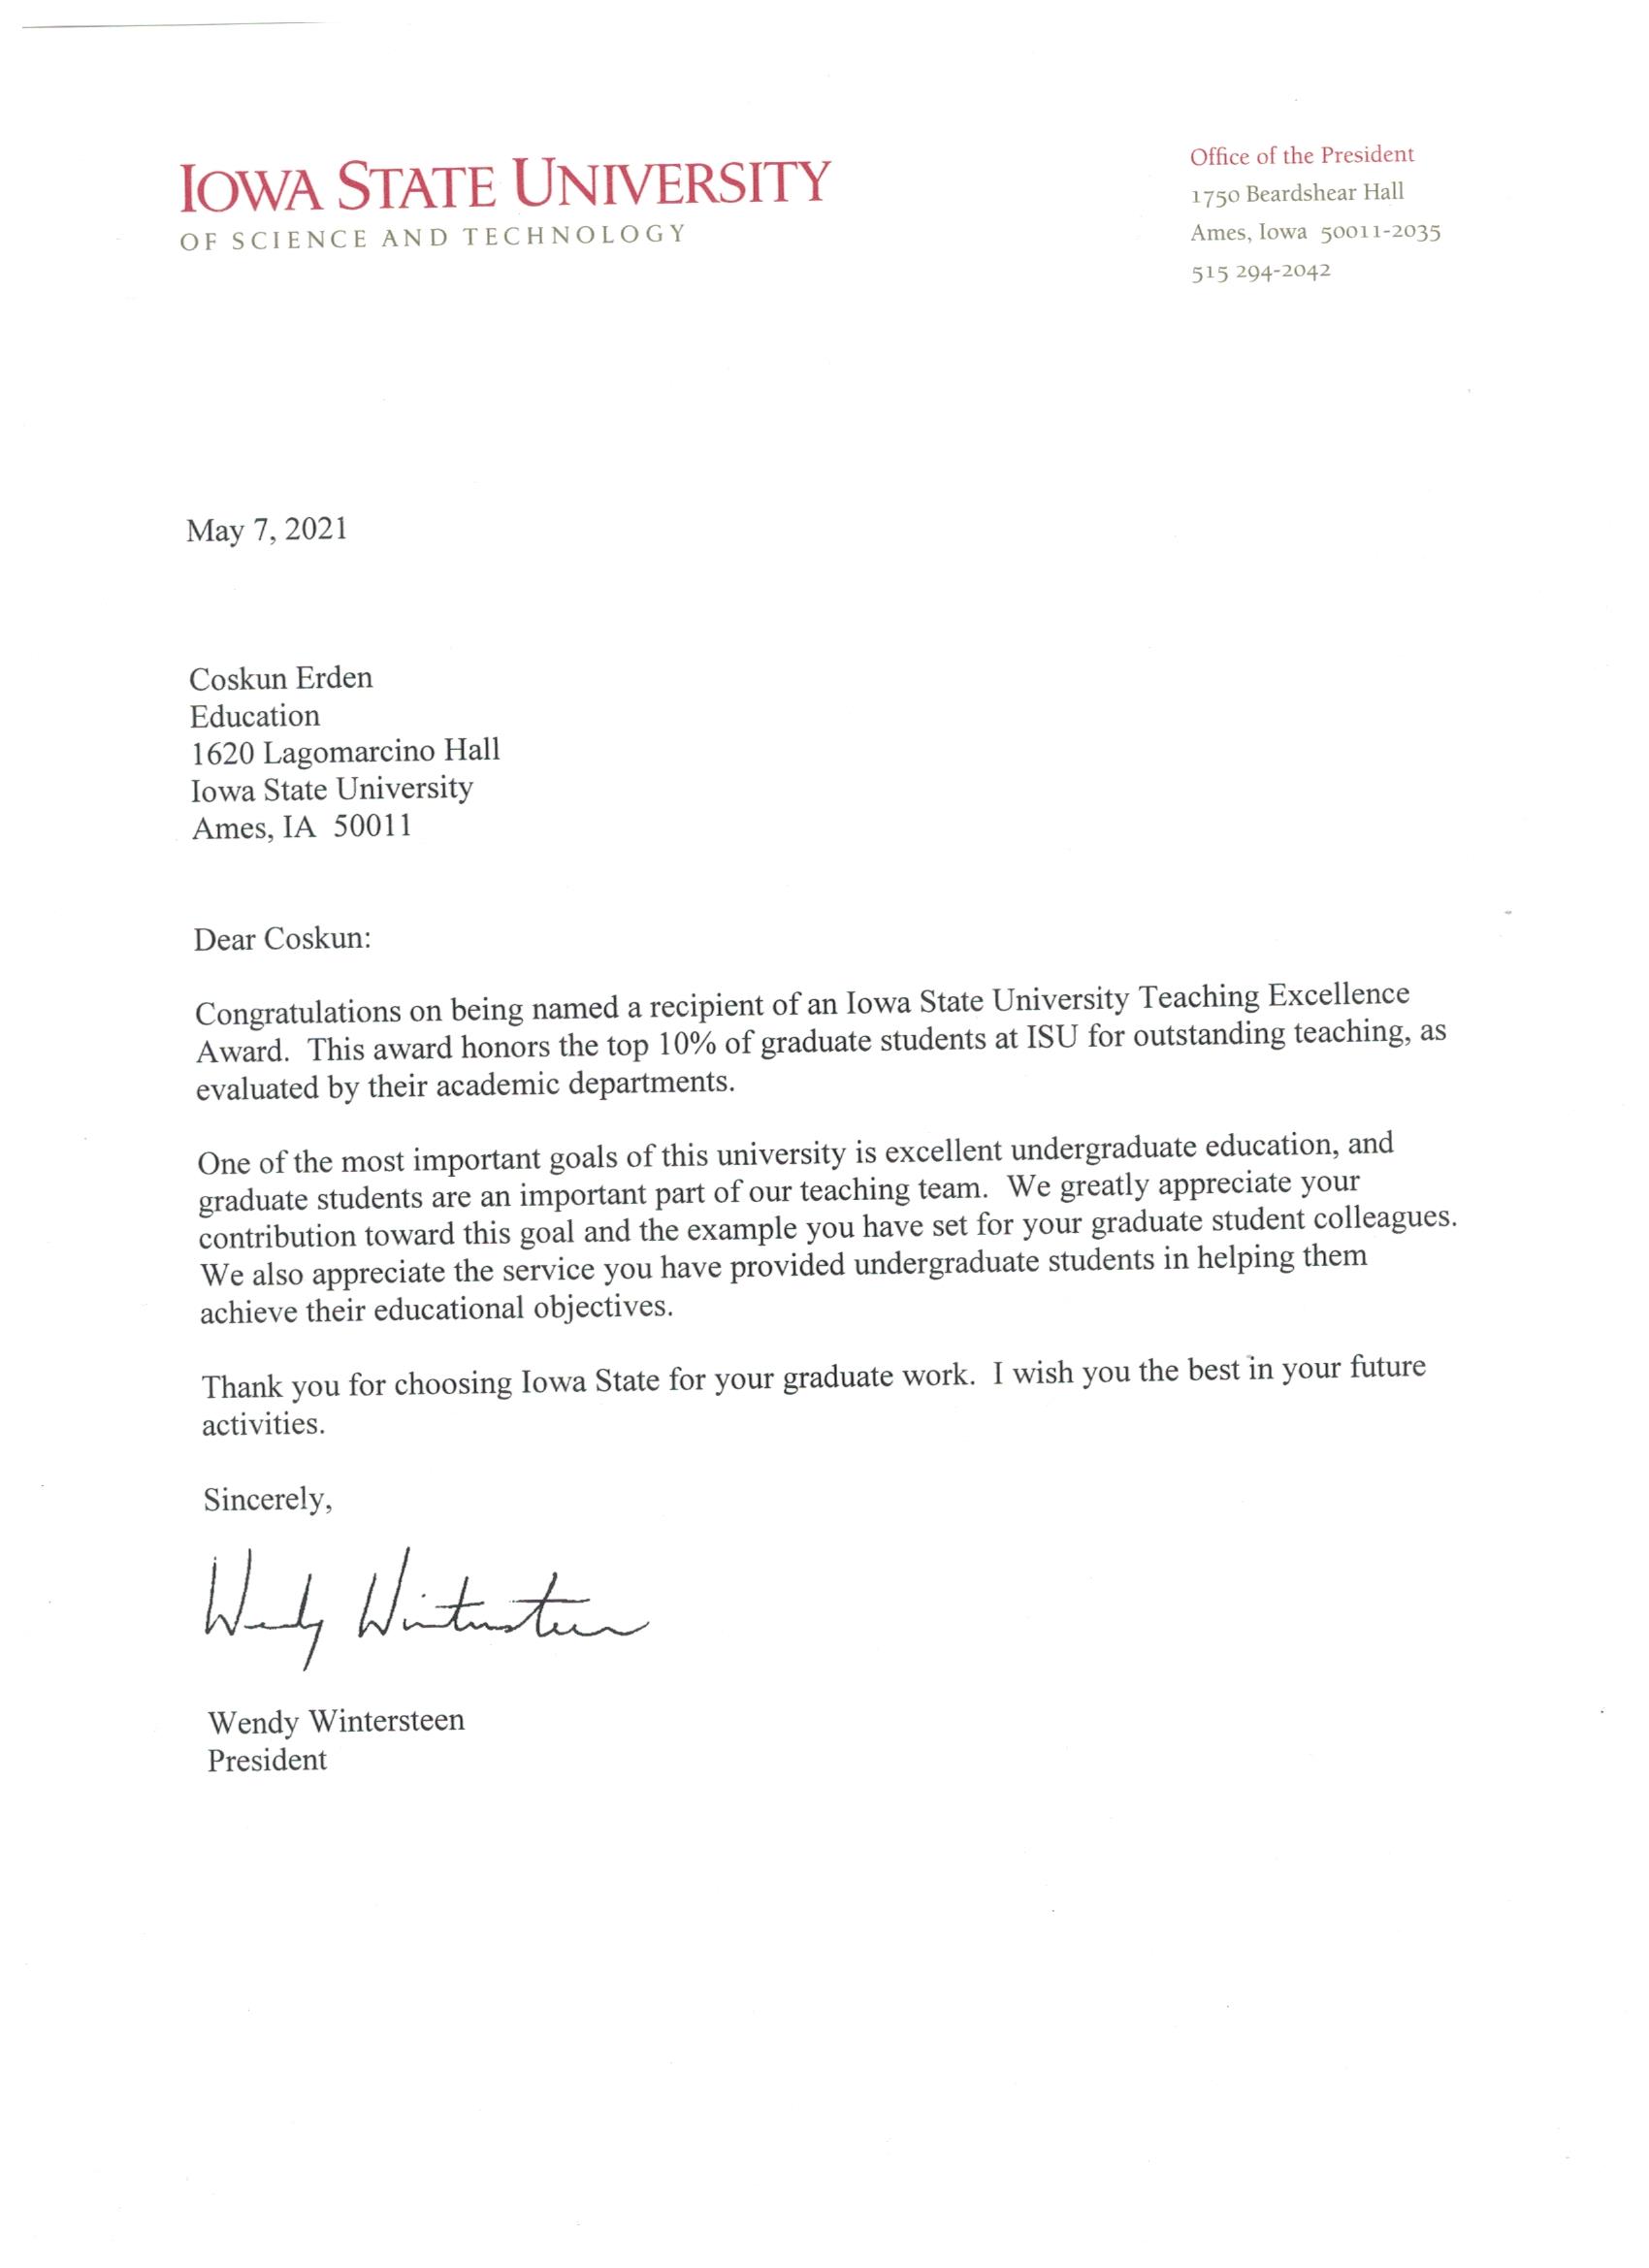 IOWA STATE UNIVERSITY
OF SCIENCE AND TECHNOLOGY
Office of the President
1750 Beardshear Hall
Ames, Iowa 50011-2035
515 294-2042
May 7, 2021
Coskun Erden
Education
1620 Lagomarcino Hall
Iowa State University
Ames, IA 50011
Dear Coskun:
Congratulations on being named a recipient of an Iowa State University Teaching Excellence
Award. This award honors the top 10% of graduate students at ISU for outstanding teaching, as
evaluated by their academic departments.
One of the most important goals of this university is excellent undergraduate education, and
graduate students are an important part of our teaching team. We greatly appreciate your
contribution toward this goal and the example you have set for your graduate student colleagues.
We also appreciate the service you have provided undergraduate students in helping them
achieve their educational objectives.
Thank you for choosing Iowa State for your graduate work. I wish you the best in your future
activities.
Sincerely,
Wendy Wintersteen
Wendy Wintersteen
President